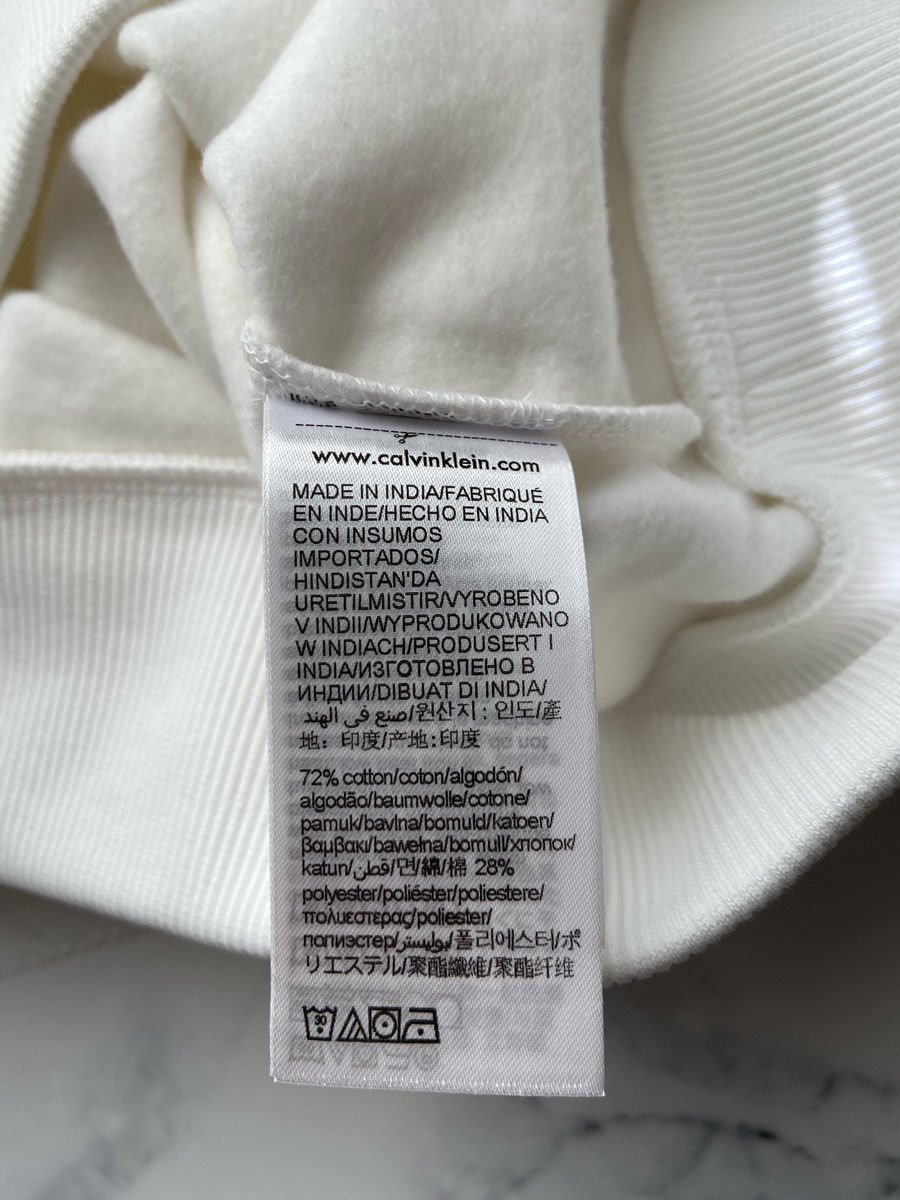 www.calvinklein.com
MADE IN INDIA/FABRIQUÉ
EN INDE/HECHO EN INDIA
CON INSUMOS
IMPORTADOS/
HINDISTAN'DA
URETILMISTIR/VYROBENO
V INDII/WYPRODUKOWANO
W INDIACH/PRODUSERT I
INDIA/ИЗГОТОВЛЕНО В
ИНДИИ/DIBUAT DI INDIA/
صنع في الهند/원산지 : 인도/產
地: 印度/产地:印度
72% cotton/coton/algodón/
algodão/baumwolle/cotone/
pamuk/bavlna/bomuld/katoen/
βαμβακι/bawełna/bomull/хлопок/
katun/قطن/면/綿/棉 28%
polyester/poliéster/poliestere/
πολυεστερας/poliester/
полиэстер/بوليستر/폴리에스터/ポ
リエステル/聚酯纖維/聚酯纤维
30